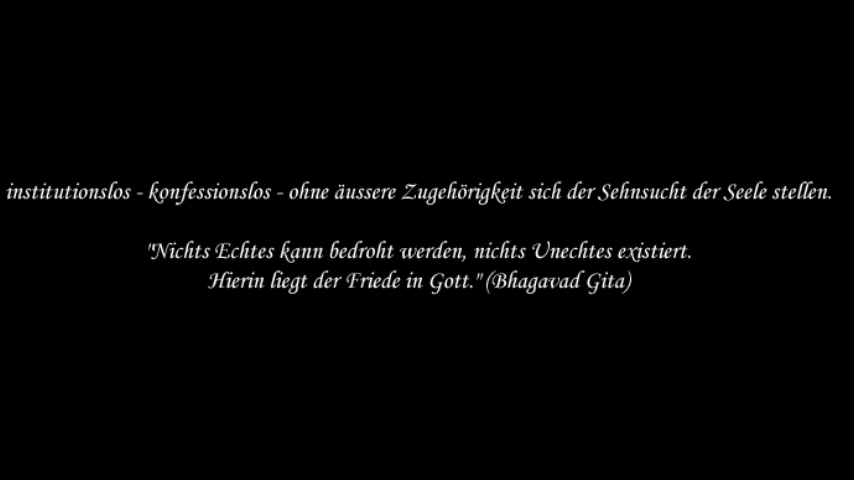 institutionslos - konfessionslos - ohne äussere Zugehörigkeit sich der Sehnsucht der Seele stellen.
"Nichts Echtes kann bedroht werden, nichts Unechtes existiert.
Hierin liegt der Friede in Gott." (Bhagavad Gita)